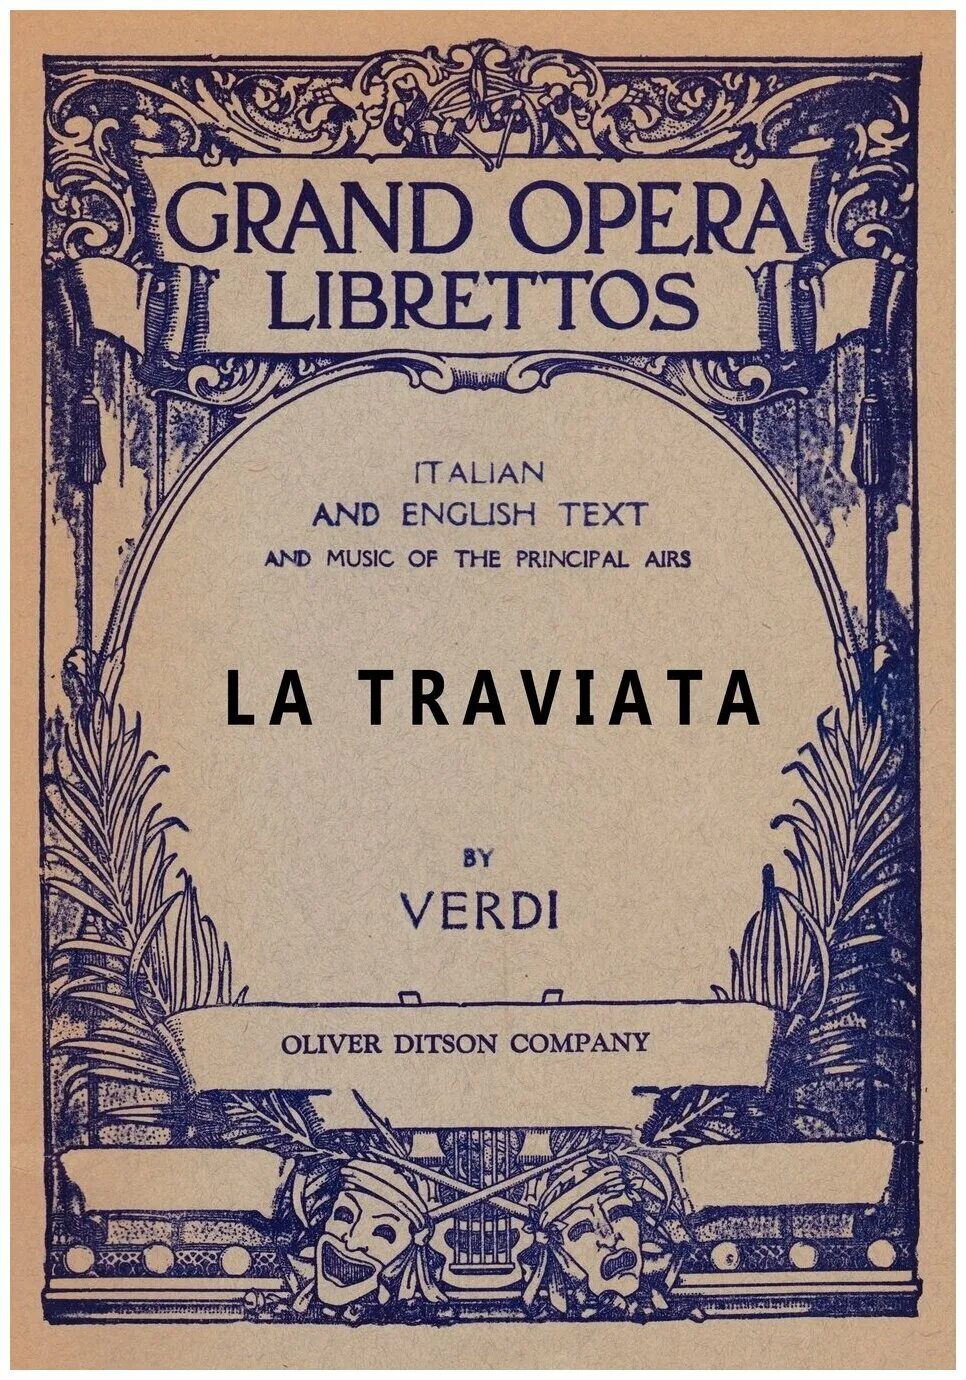 GRAND OPERA
LIBRETTOS
ITALIAN
AND ENGLISH TEXT
AND MUSIC OF THE PRINCIPAL AIRS
LA TRAVIATA
BY
VERDI
OLIVER DITSON COMPANY